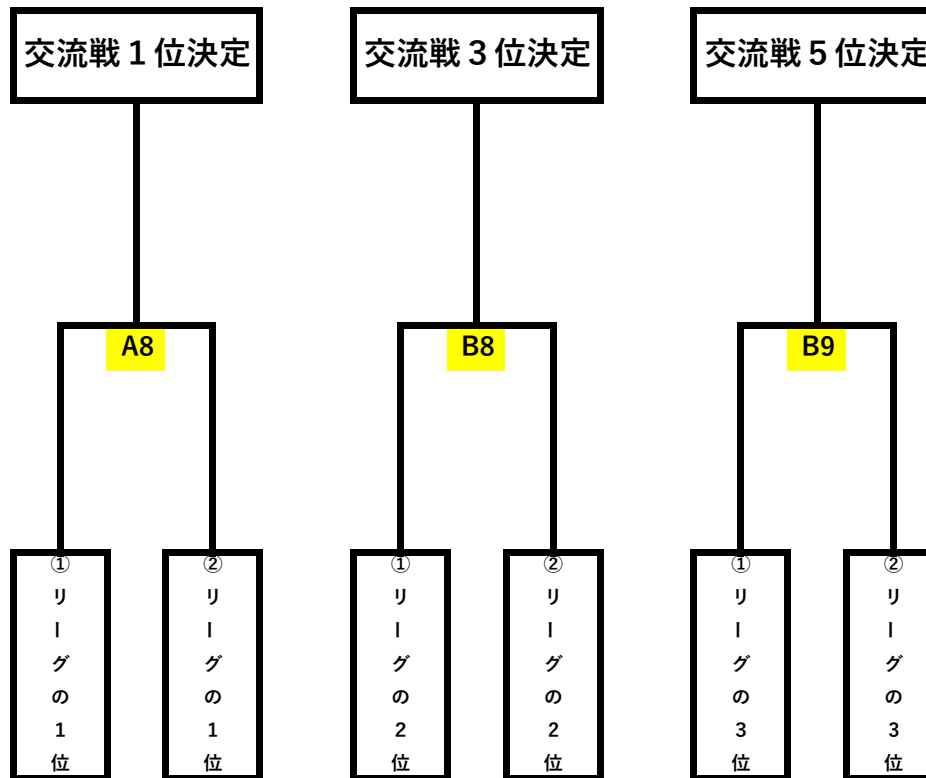 交流戦1位決定
交流戦3位決定
交流戦5位決定
A8
B8
B9
①リーグの1位
②リーグの1位
①リーグの2位
②リーグの2位
①リーグの3位
②リーグの3位